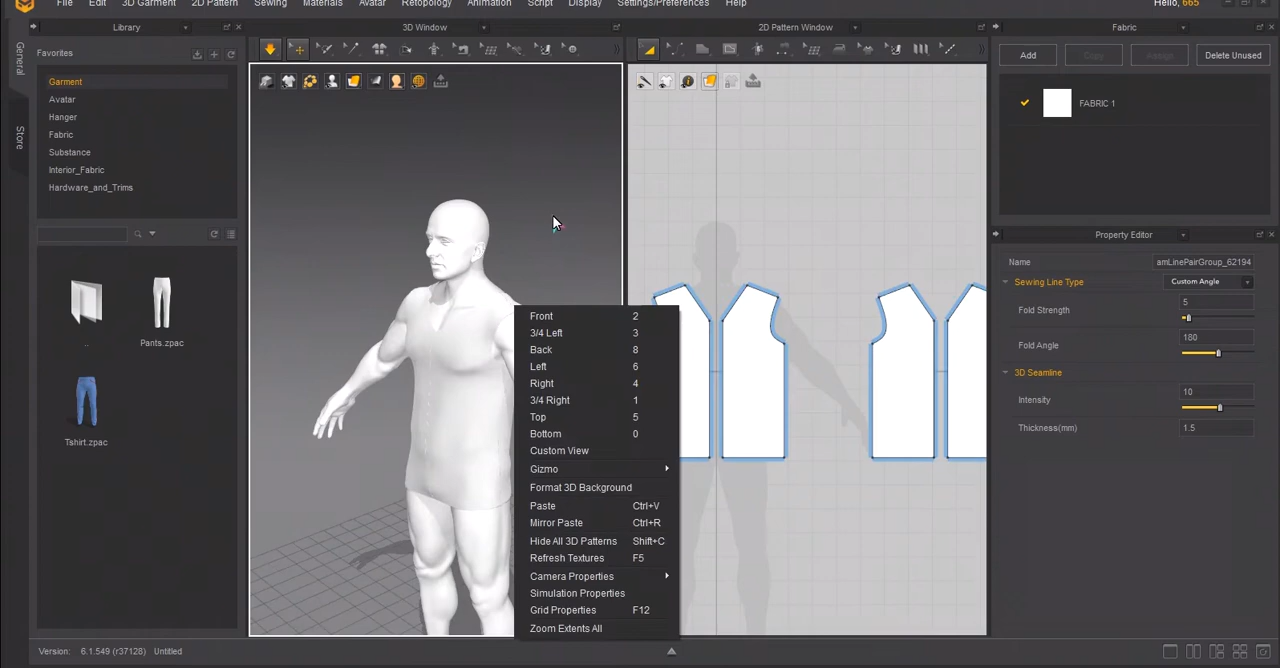 File Edit 3D Garment 2D Pattern Sewing Materials Avatar Retopology Animation Script Display Settings/Preferences Help Hello, 665
Library 3D Window 2D Pattern Window Fabric
General
Store
Favorites
Garment
Avatar
Hanger
Fabric
Substance
Interior_Fabric
Hardware_and_Trims
..
Pants.zpac
Tshirt.zpac
Front 2
3/4 Left 3
Back 8
Left 6
Right 4
3/4 Right 1
Top 5
Bottom 0
Custom View
Gizmo
Format 3D Background
Paste Ctrl+V
Mirror Paste Ctrl+R
Hide All 3D Patterns Shift+C
Refresh Textures F5
Camera Properties
Simulation Properties
Grid Properties F12
Zoom Extents All
Add Copy Assign Delete Unused
FABRIC 1
Property Editor
Name amLinePairGroup_62194
Sewing Line Type Custom Angle
Fold Strength 5
Fold Angle 180
3D Seamline
Intensity 10
Thickness(mm) 1.5
Version: 6.1.549 (r37128) Untitled